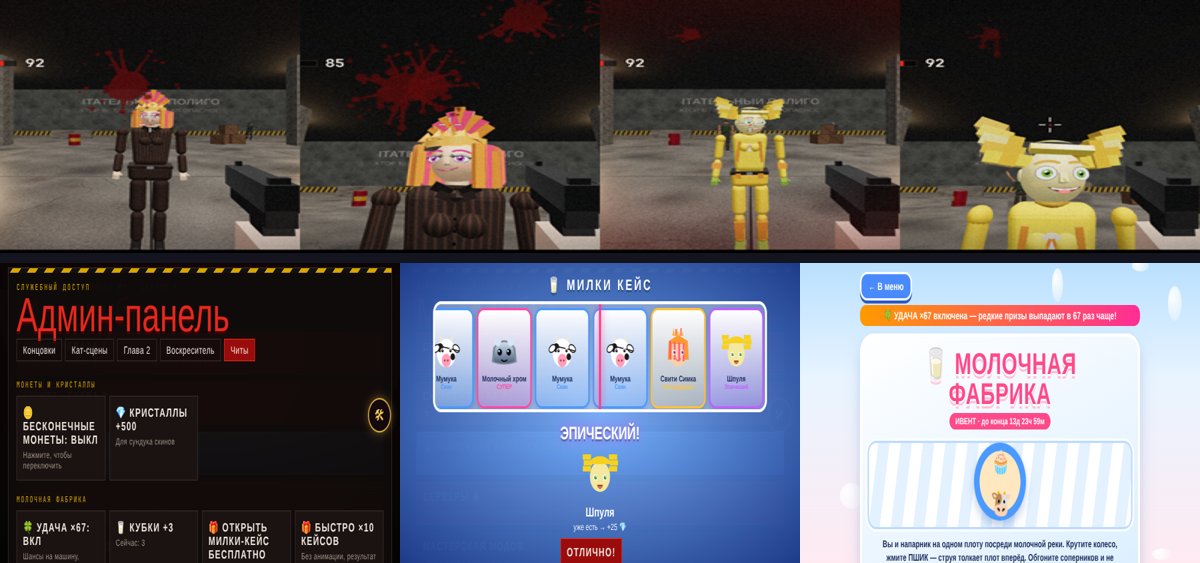 92
85
92
92
СЛУЖЕБНЫЙ ДОСТУП
Админ-панель
Концовки
Кат-сцены
Глава 2
Воскреситель
Читы
МОНЕТЫ И КРИСТАЛЛЫ
БЕСКОНЕЧНЫЕ
МОНЕТЫ: ВЫКЛ
Нажмите, чтобы
переключить
КРИСТАЛЛЫ
+500
Для сундука скинов
МОЛОЧНАЯ ФАБРИКА
УДАЧА ×67:
ВКЛ
Шансы на машину,
КУБКИ +3
Сейчас: 3
ОТКРЫТЬ
МИЛКИ-КЕЙС
БЕСПЛАТНО
БЫСТРО ×10
КЕЙСОВ
Без анимации, результат
МИЛКИ КЕЙС
Мумука
Скин
Молочный хром
СУПЕР
Мумука
Скин
Мумука
Скин
Свити Симка
Шпуля
Эпический
ЭПИЧЕСКИЙ!
Шпуля
уже есть → +25
ОТЛИЧНО!
← В меню
УДАЧА ×67 включена — редкие призы выпадают в 67 раз чаще!
МОЛОЧНАЯ
ФАБРИКА
ИВЕНТ · до конца 13д 23ч 59м
Вы и напарник на одном плоту посреди молочной реки. Крутите колесо,
жмите ПШИК — струя толкает плот вперёд. Обгоните соперников и не